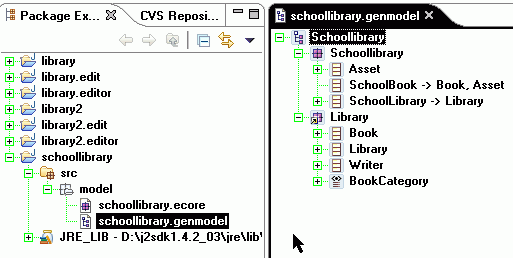 Package Ex...
CVS Reposi...
library
library.edit
library.editor
library2
library2.edit
library2.editor
schoollibrary
src
model
schoollibrary.ecore
schoollibrary.genmodel
JRE_LIB - D:\j2sdk1.4.2_03\jre\lib\
schoollibrary.genmodel
Schoollibrary
Schoollibrary
Asset
SchoolBook -> Book, Asset
SchoolLibrary -> Library
Library
Book
Library
Writer
BookCategory